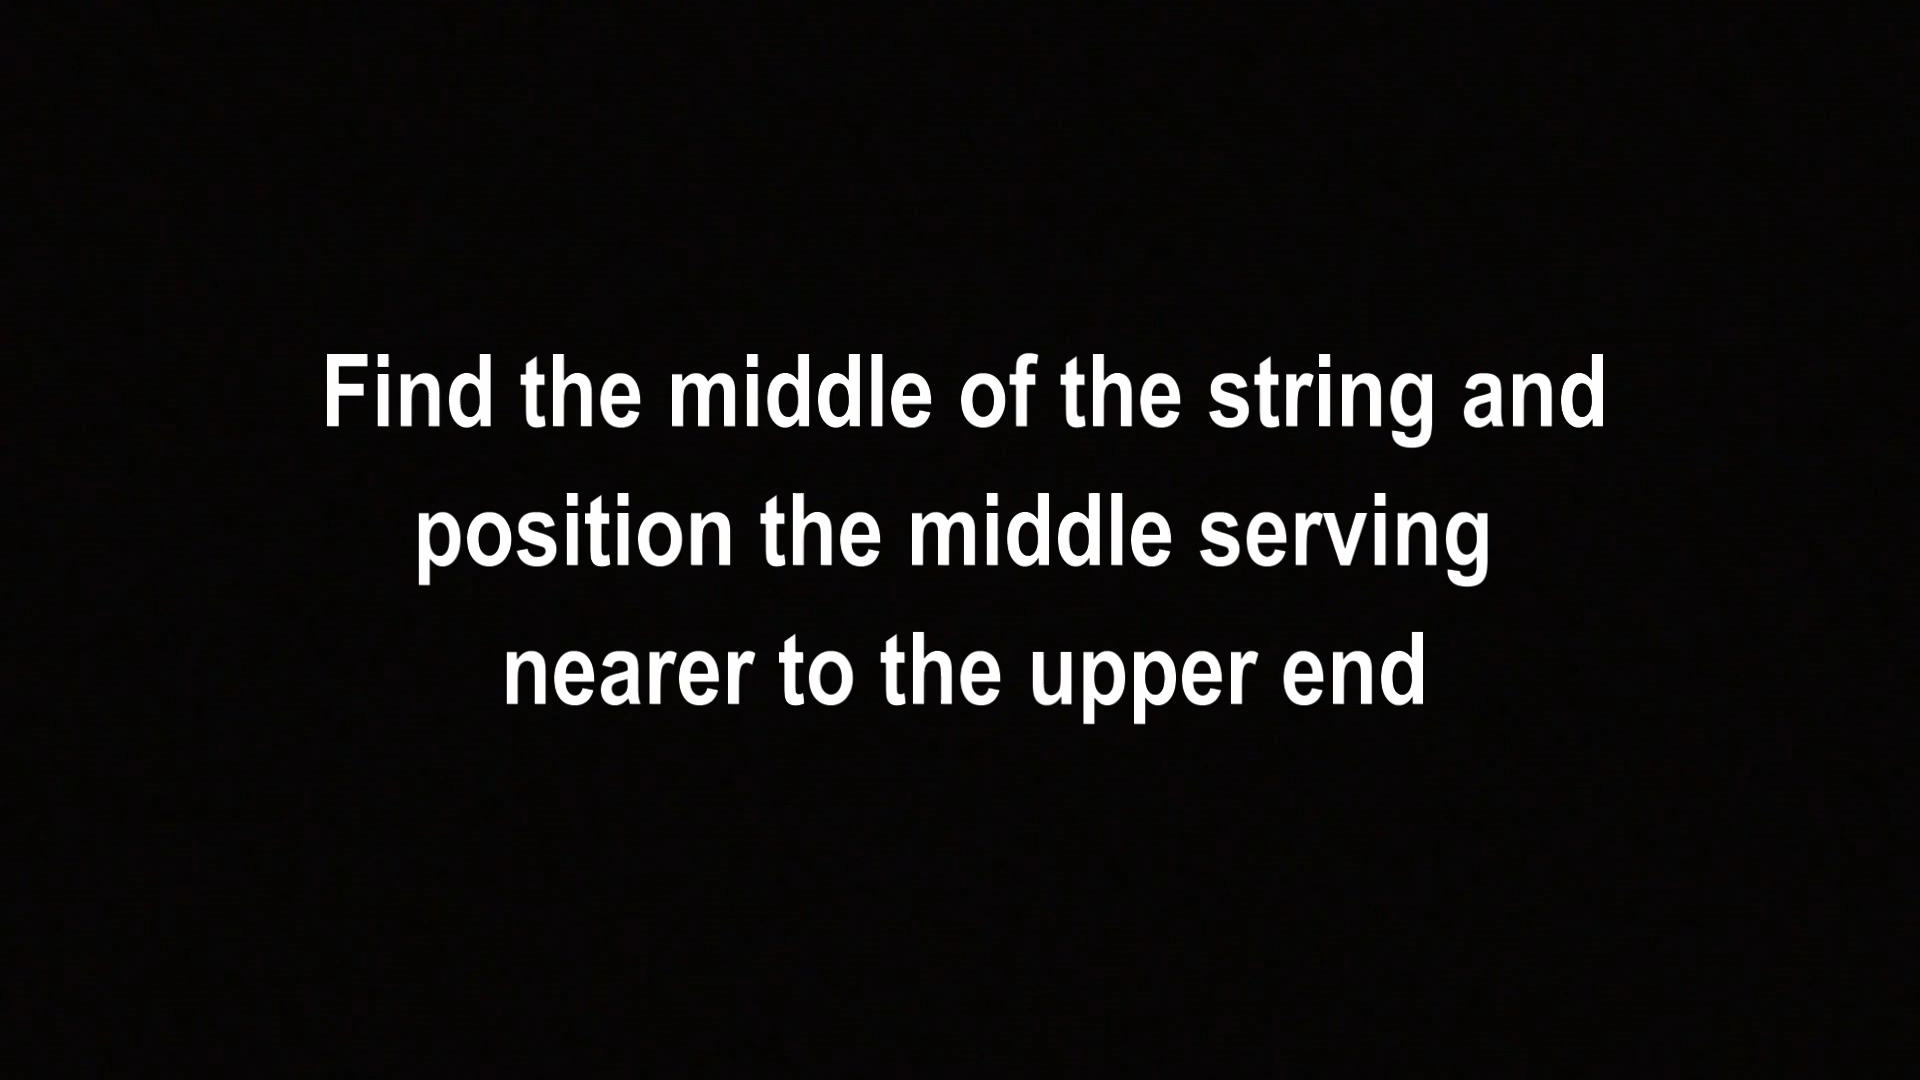 Find the middle of the string and
position the middle serving
nearer to the upper end